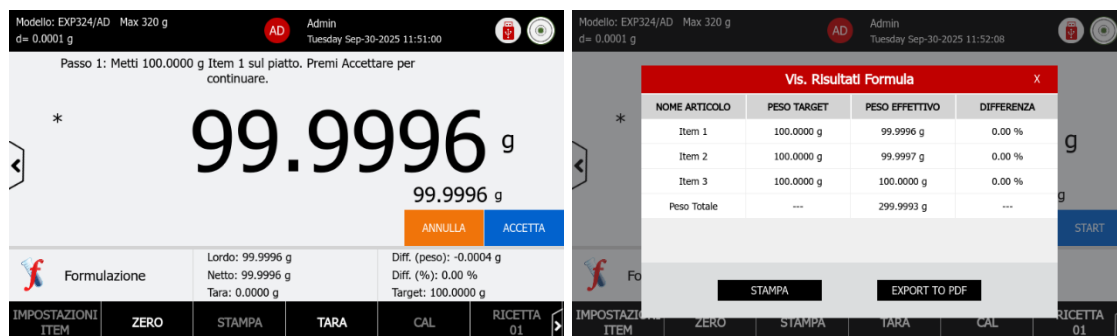 Modello: EXP324/AD Max 320 g
d= 0.0001 g
AD
Admin
Tuesday Sep-30-2025 11:51:00
Passo 1: Metti 100.0000 g Item 1 sul piatto. Premi Accettare per
continuare.
*
99.9996 g
99.9996 g
ANNULLA
ACCETTA
Formulazione
Lordo: 99.9996 g
Netto: 99.9996 g
Tara: 0.0000 g
Diff. (peso): -0.0004 g
Diff. (%): 0.00 %
Target: 100.0000 g
IMPOSTAZIONI
ITEM
ZERO
STAMPA
TARA
CAL
RICETTA
01
Modello: EXP324/AD Max 320 g
d= 0.0001 g
AD
Admin
Tuesday Sep-30-2025 11:52:08
Vis. Risultati Formula X
NOME ARTICOLO PESO TARGET PESO EFFETTIVO DIFFERENZA
Item 1 100.0000 g 99.9996 g 0.00 %
Item 2 100.0000 g 99.9997 g 0.00 %
Item 3 100.0000 g 100.0000 g 0.00 %
Peso Totale --- 299.9993 g ---
STAMPA
EXPORT TO PDF
*
g
g
START
Fo
IMPOSTAZIONI
ITEM
ZERO
STAMPA
TARA
CAL
RICETTA
01